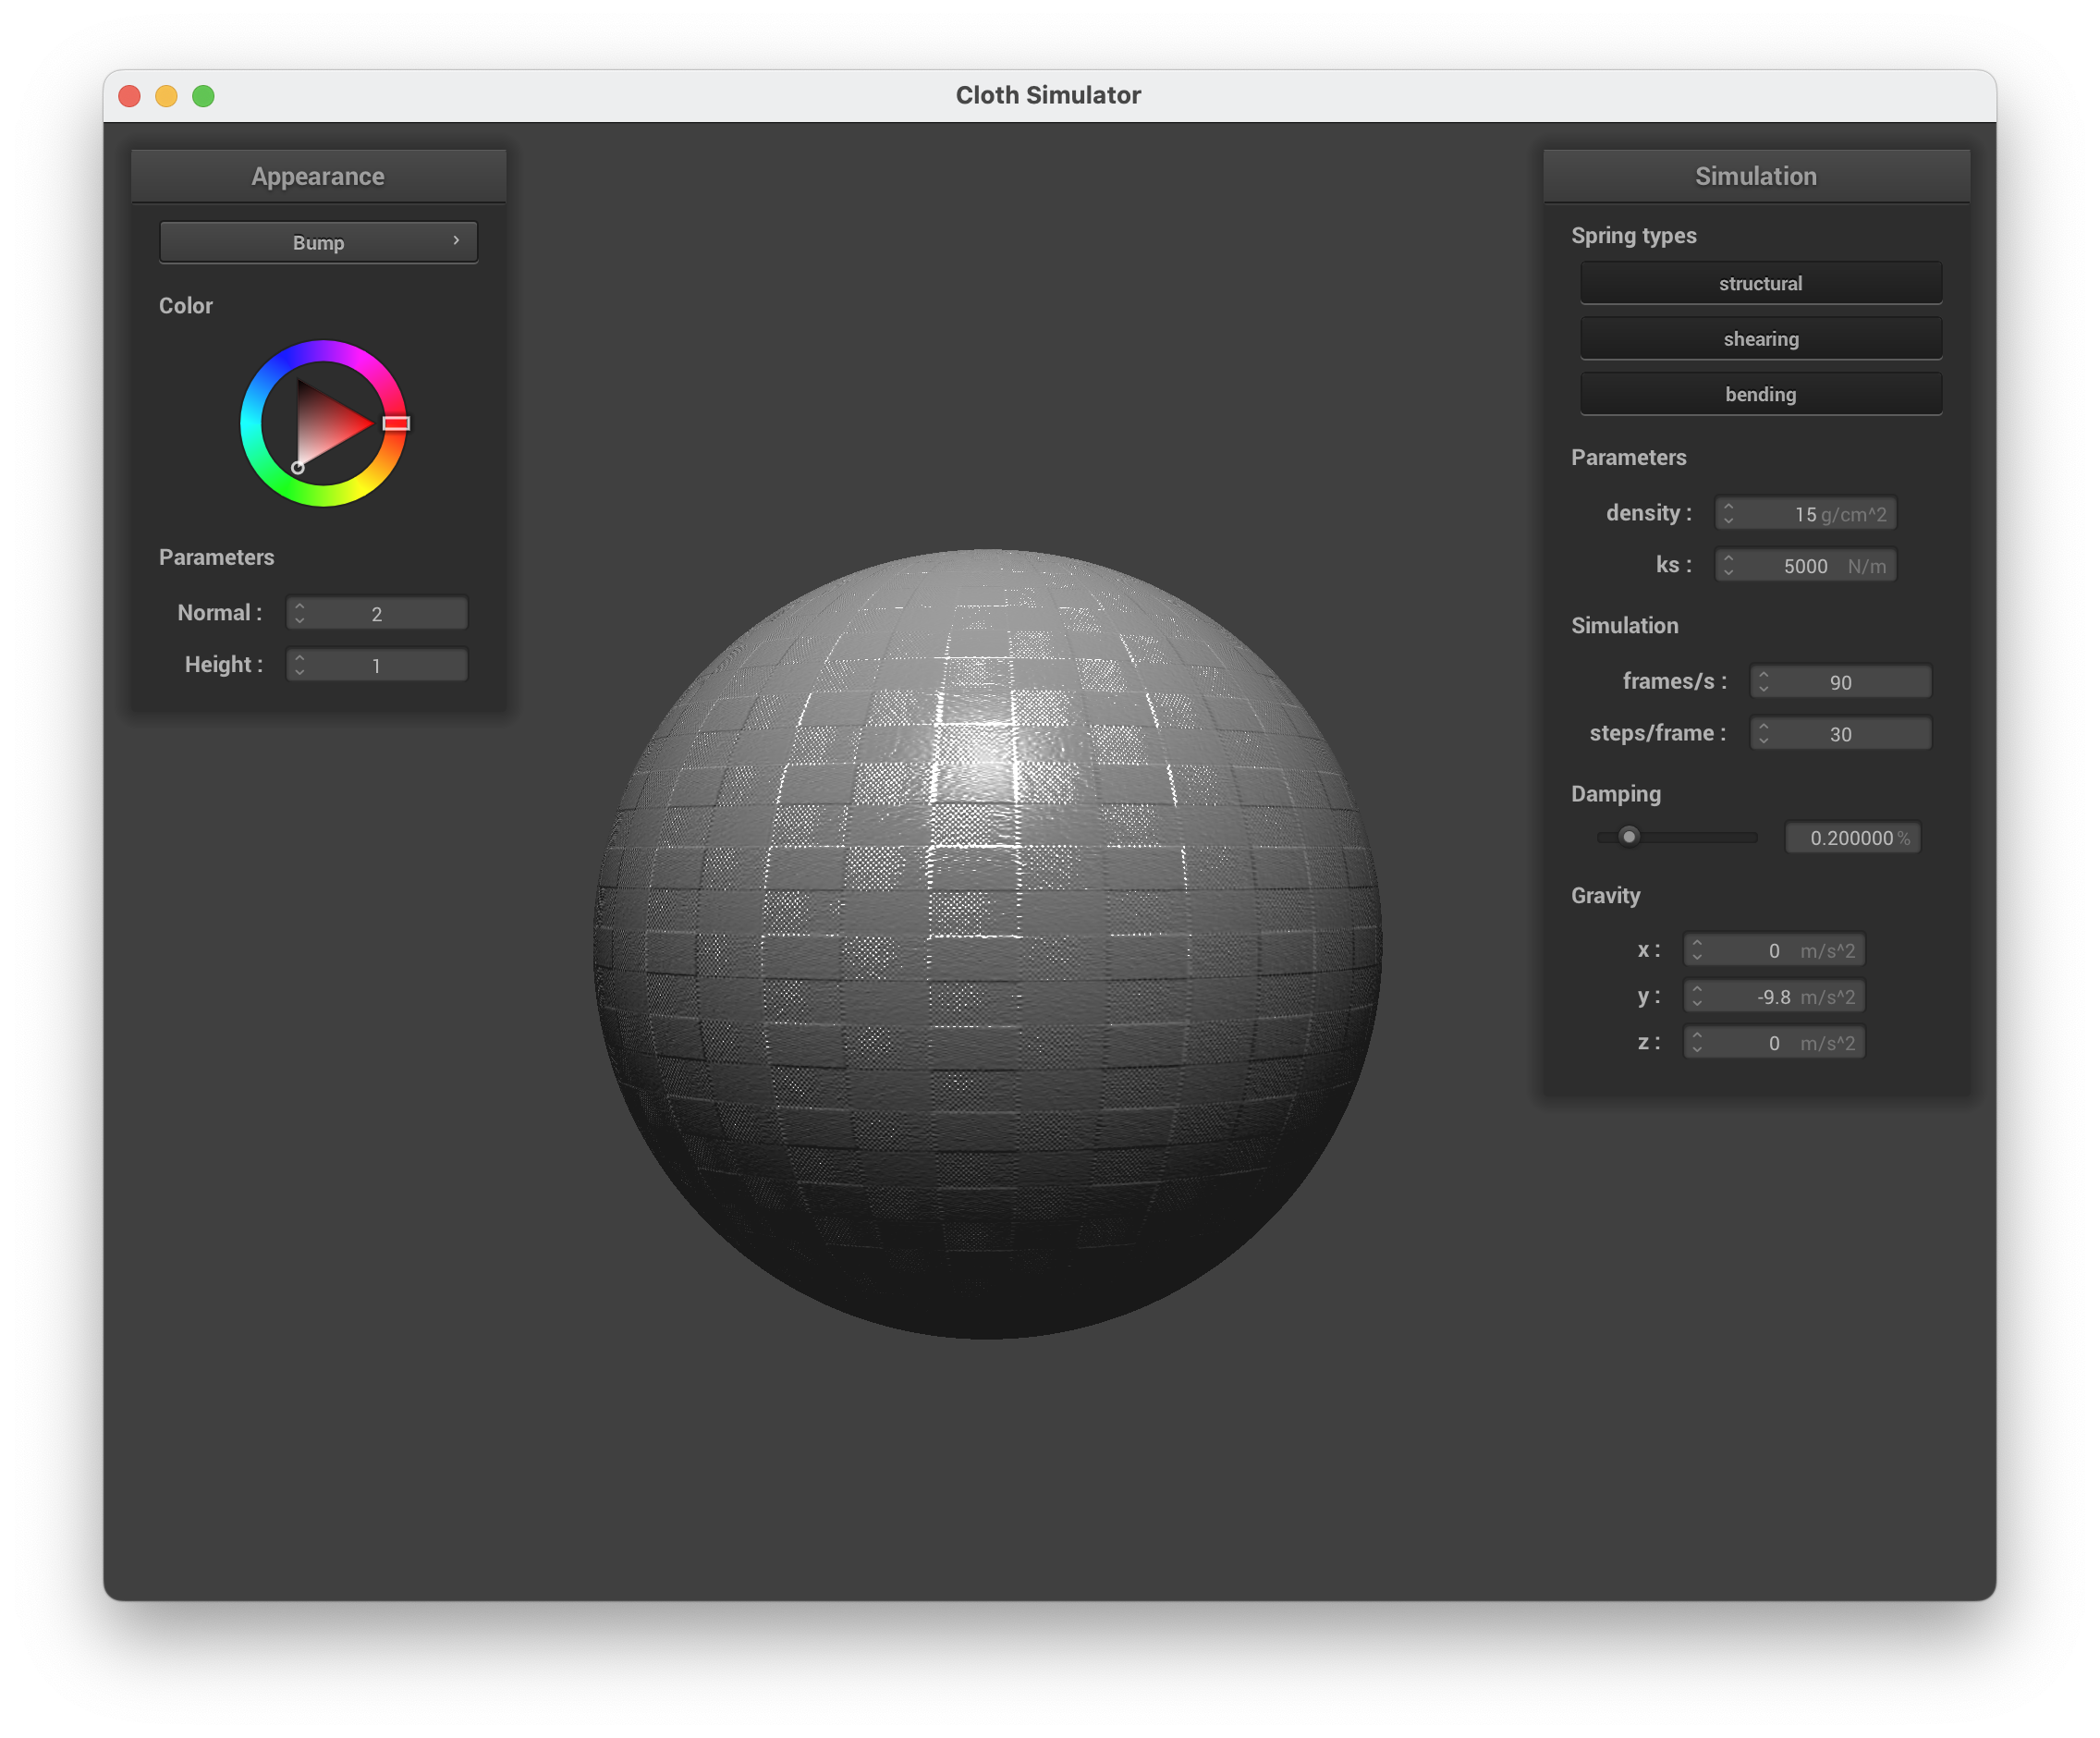 Cloth Simulator
Appearance
Bump
Color
Parameters
Normal : 2
Height : 1
Simulation
Spring types
structural
shearing
bending
Parameters
density : 15 g/cm^2
ks : 5000 N/m
Simulation
frames/s : 90
steps/frame : 30
Damping
0.200000 %
Gravity
x : 0 m/s^2
y : -9.8 m/s^2
z : 0 m/s^2